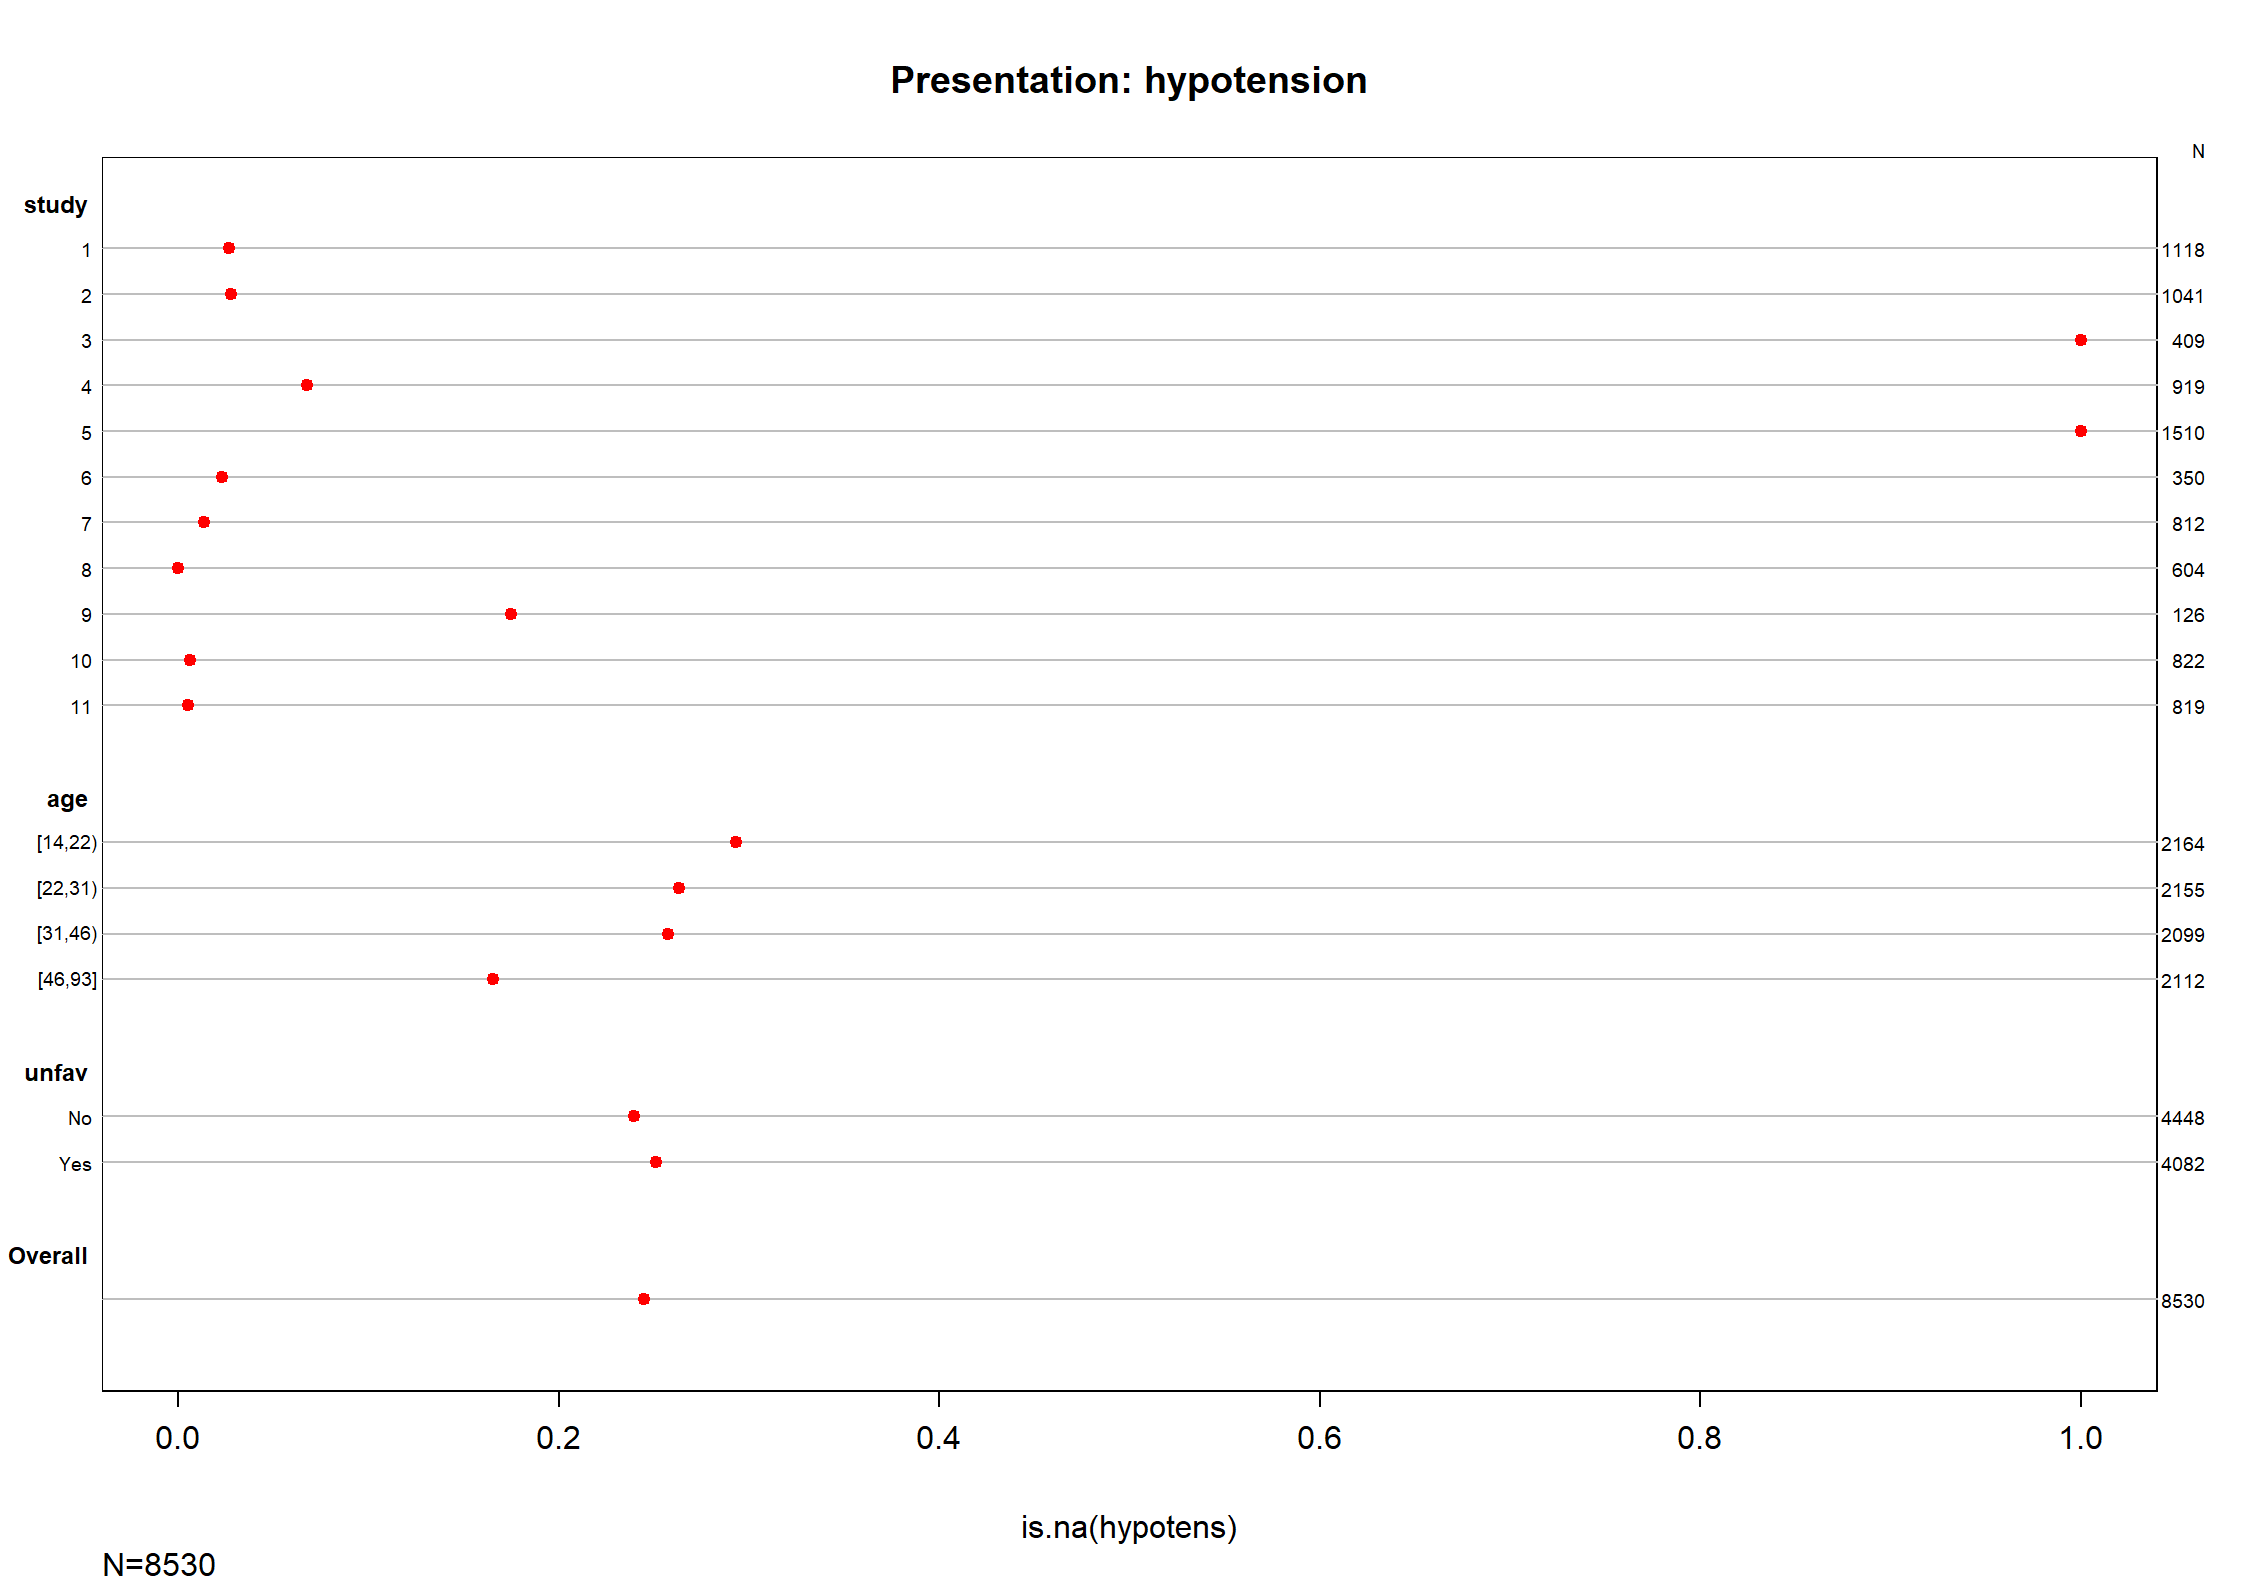 Presentation: hypotension
N
study
1 1118
2 1041
3 409
4 919
5 1510
6 350
7 812
8 604
9 126
10 822
11 819
age
[14,22) 2164
[22,31) 2155
[31,46) 2099
[46,93] 2112
unfav
No 4448
Yes 4082
Overall
8530
0.0 0.2 0.4 0.6 0.8 1.0
is.na(hypotens)
N=8530